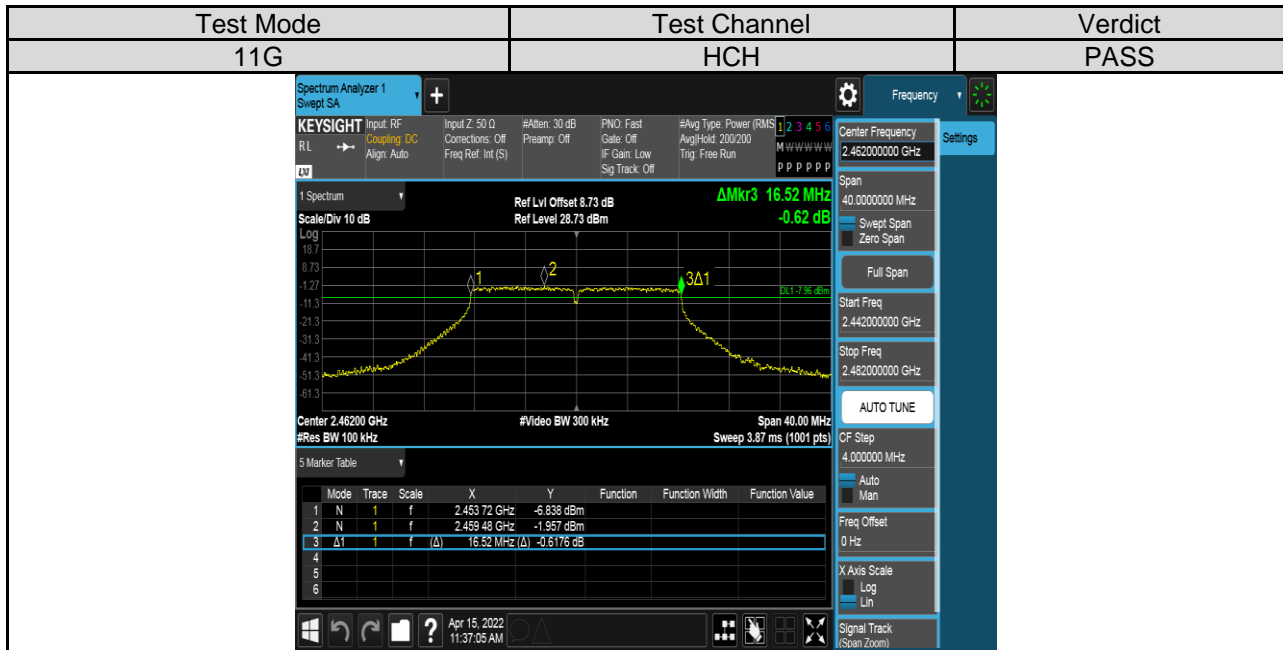 Test Mode Test Channel Verdict
11G HCH PASS
Spectrum Analyzer 1
Swept SA
+
Frequency
KEYSIGHT
RL
LXI
Input: RF
Coupling: DC
Align: Auto
Input Z: 50 Ω
Corrections: Off
Freq Ref: Int (S)
#Atten: 30 dB
Preamp: Off
PNO: Fast
Gate: Off
IF Gain: Low
Sig Track: Off
#Avg Type: Power (RMS
Avg|Hold: 200/200
Trig: Free Run
1 2 3 4 5 6
M W W W W W
P P P P P P
1 Spectrum
Scale/Div 10 dB
Ref Lvl Offset 8.73 dB
Ref Level 28.73 dBm
ΔMkr3 16.52 MHz
-0.62 dB
Log
18.7
8.73
-1.27
-11.3
-21.3
-31.3
-41.3
-51.3
-61.3
1
2
3Δ1
DL1 -7.96 dBm
Center 2.46200 GHz #Video BW 300 kHz Span 40.00 MHz
#Res BW 100 kHz Sweep 3.87 ms (1001 pts)
5 Marker Table
Mode Trace Scale X Y Function Function Width Function Value
1 N 1 f 2.453 72 GHz -6.838 dBm
2 N 1 f 2.459 48 GHz -1.957 dBm
3 Δ1 1 f (Δ) 16.52 MHz (Δ) -0.6176 dB
4
5
6
?
Apr 15, 2022
11:37:05 AM
Center Frequency
2.462000000 GHz
Settings
Span
40.0000000 MHz
Swept Span
Zero Span
Full Span
Start Freq
2.442000000 GHz
Stop Freq
2.482000000 GHz
AUTO TUNE
CF Step
4.000000 MHz
Auto
Man
Freq Offset
0 Hz
X Axis Scale
Log
Lin
Signal Track
(Span Zoom)